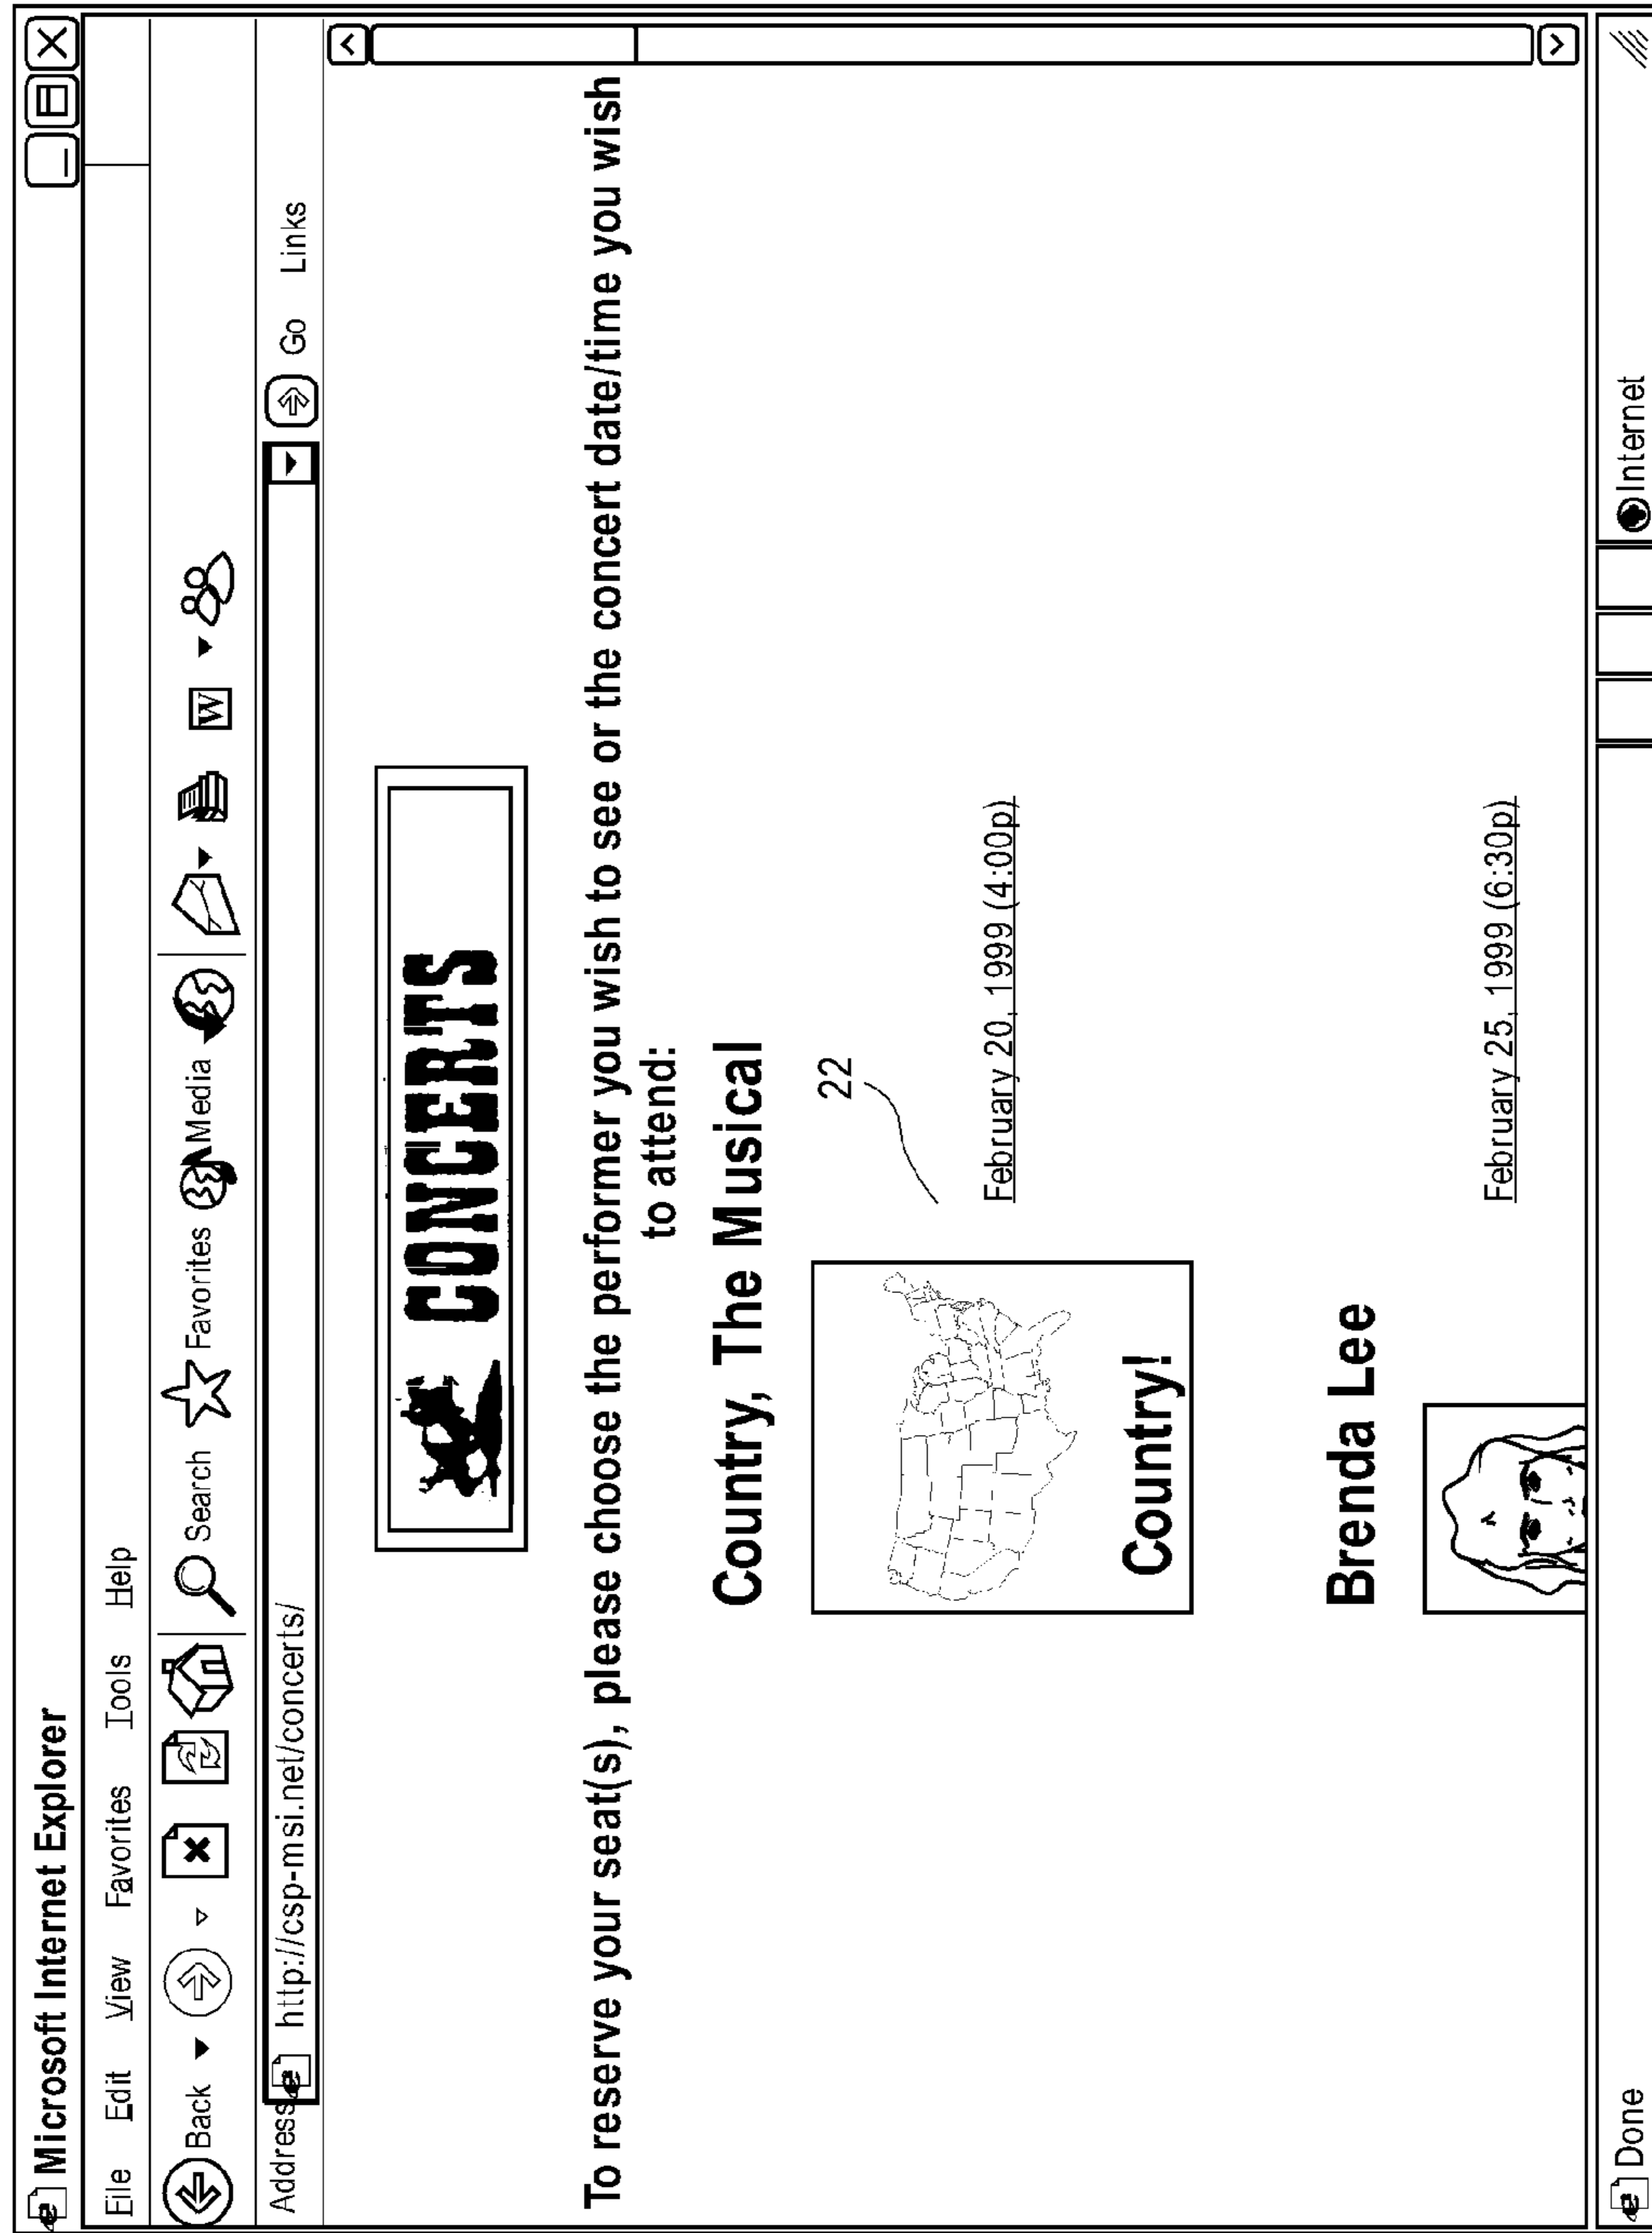 Microsoft Internet Explorer
File Edit View Favorites Tools Help
Back Search Favorites Media W
Address http://csp-msi.net/concerts/ Go Links
CONCERTS
To reserve your seat(s), please choose the performer you wish to see or the concert date/time you wish
to attend:
Country, The Musical
22
February 20, 1999 (4:00p)
Country!
Brenda Lee
February 25, 1999 (6:30p)
Done Internet